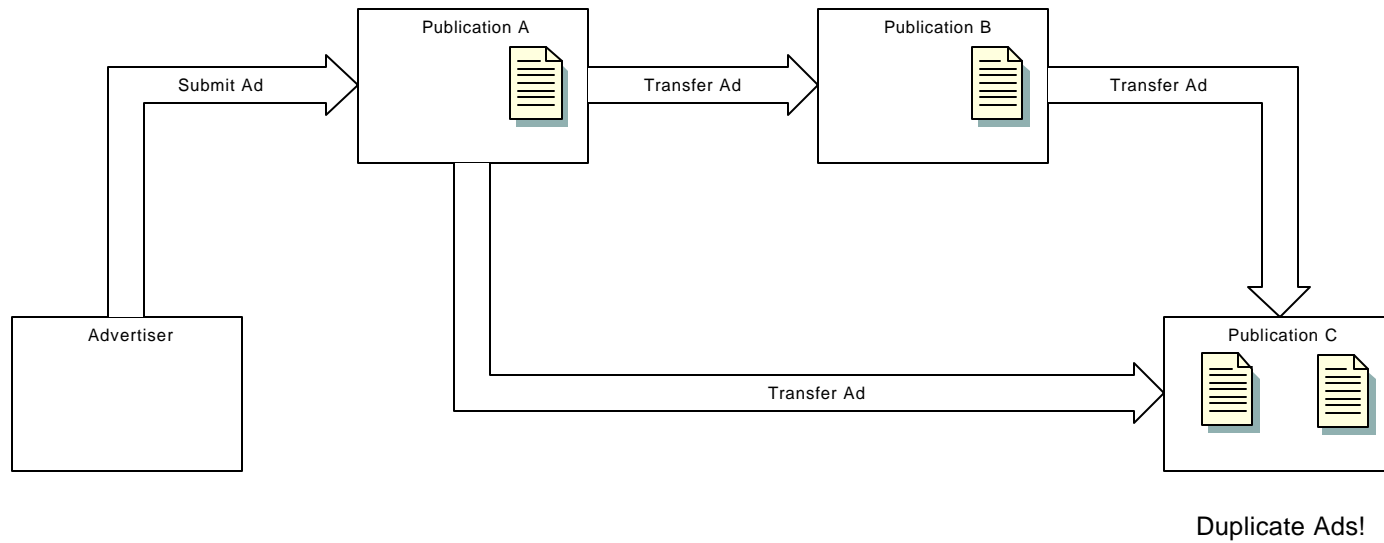 Publication A
Publication B
Submit Ad
Transfer Ad
Transfer Ad
Advertiser
Publication C
Transfer Ad
Duplicate Ads!